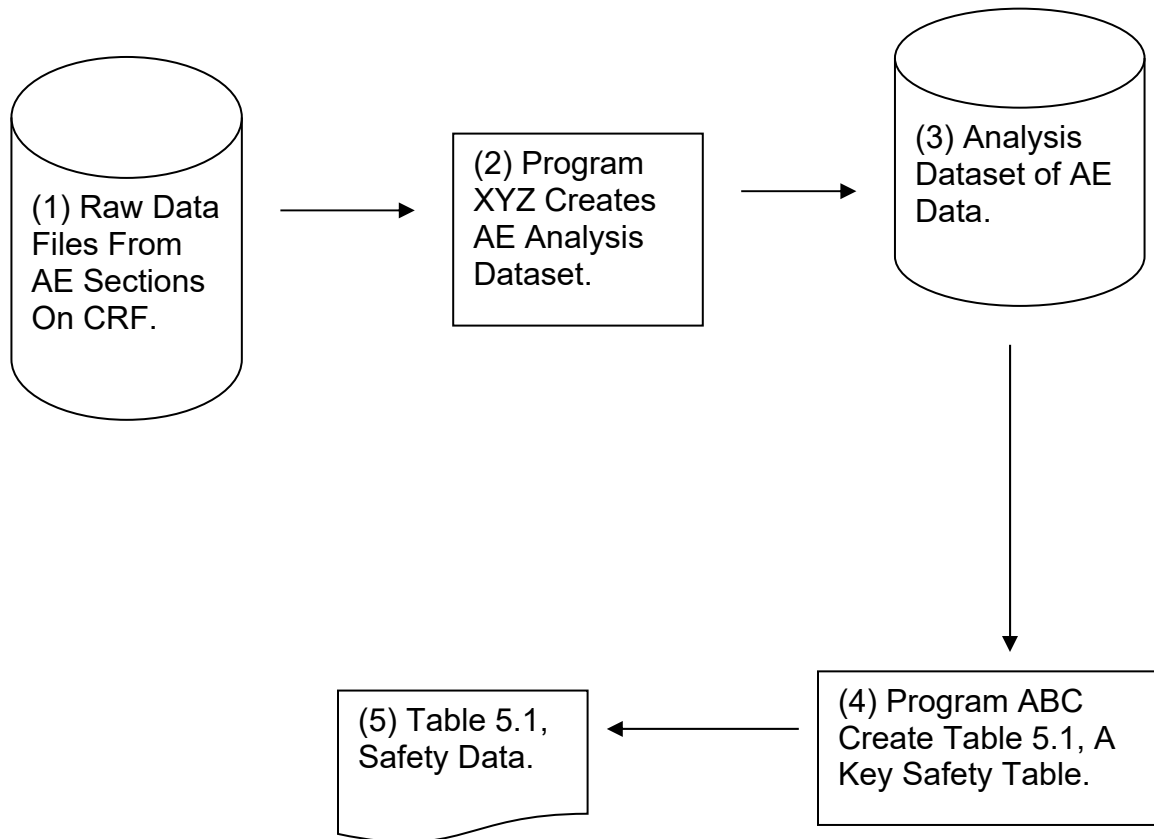 (1) Raw Data
Files From
AE Sections
On CRF.
(2) Program
XYZ Creates
AE Analysis
Dataset.
(3) Analysis
Dataset of AE
Data.
(4) Program ABC
Create Table 5.1, A
Key Safety Table.
(5) Table 5.1,
Safety Data.